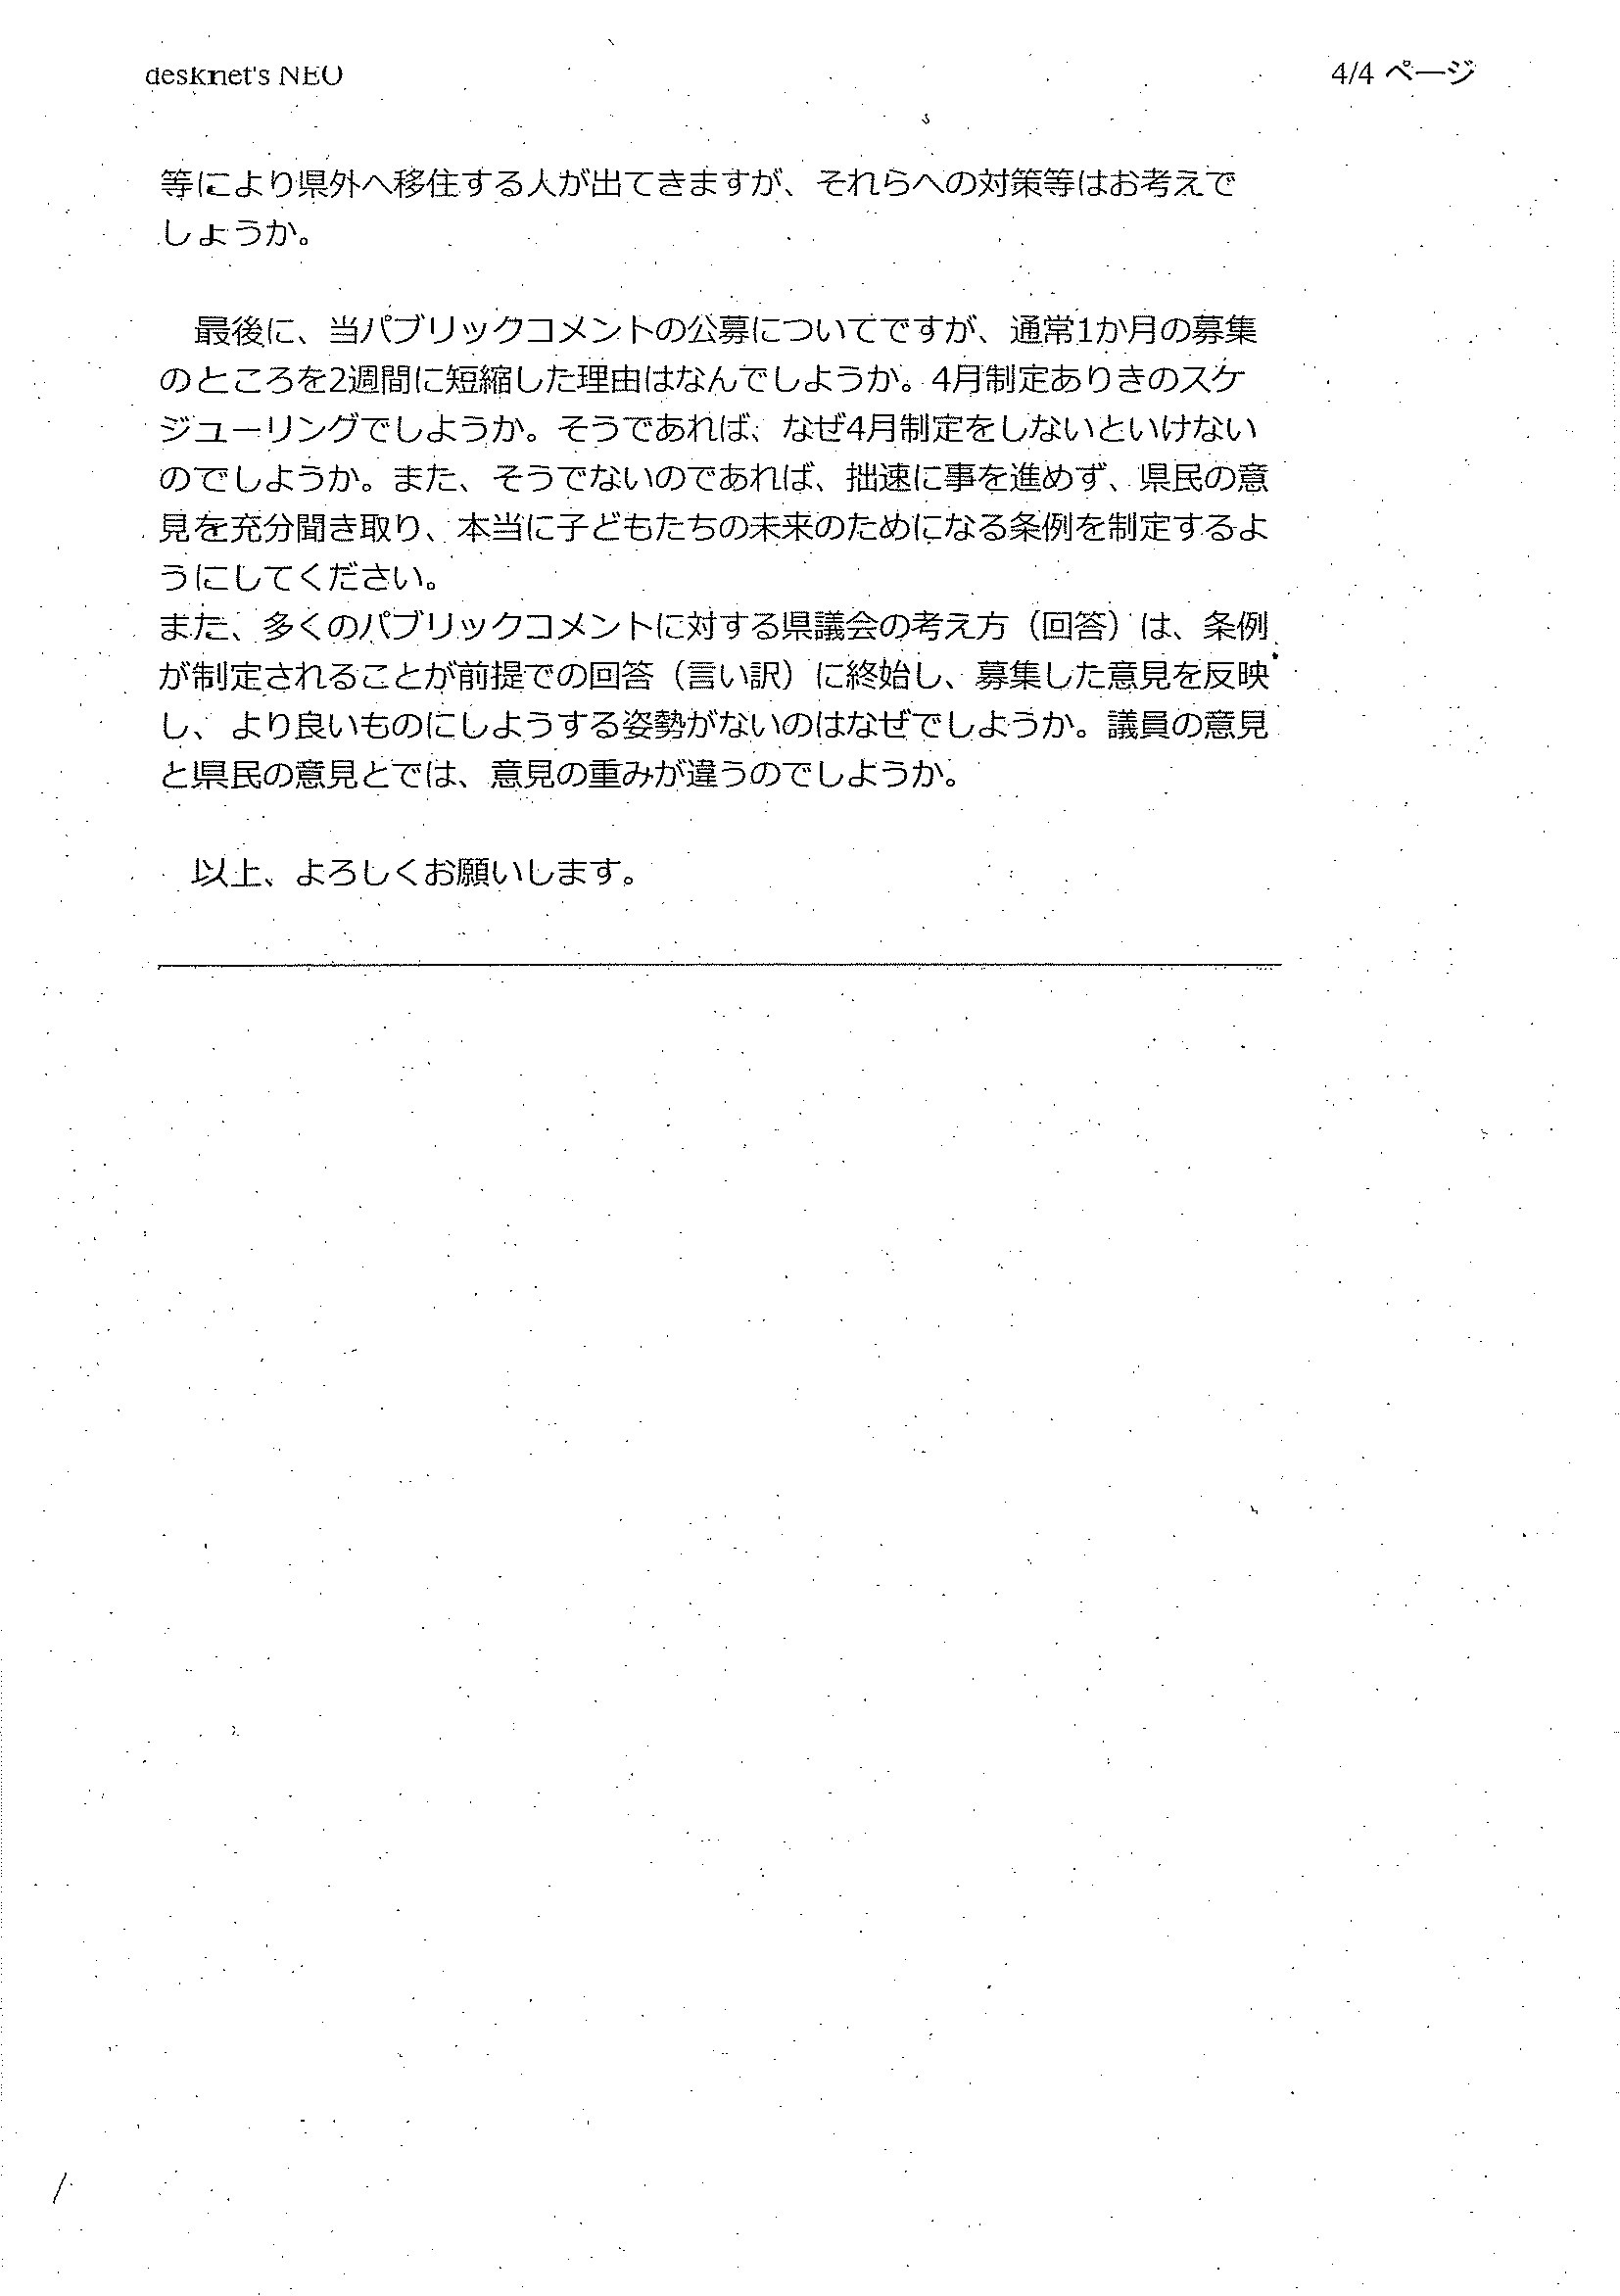 desknet's NEO
4/4 ページ
等により県外へ移住する人が出てきますが、それらへの対策等はお考えで
しょうか。
最後に、当パブリックコメントの公募についてですが、通常1か月の募集
のところを2週間に短縮した理由はなんでしようか。4月制定ありきのスケ
ジューリングでしようか。そうであれば、なぜ4月制定をしないといけない
のでしようか。また、そうでないのであれば、拙速に事を進めず、県民の意
見を充分聞き取り、本当に子どもたちの未来のためになる条例を制定するよ
うにしてください。
また、多くのパブリックコメントに対する県議会の考え方（回答）は、条例
が制定されることが前提での回答（言い訳）に終始し、募集した意見を反映
し、より良いものにしようする姿勢がないのはなぜでしようか。議員の意見
と県民の意見とでは、意見の重みが違うのでしようか。
以上、よろしくお願いします。